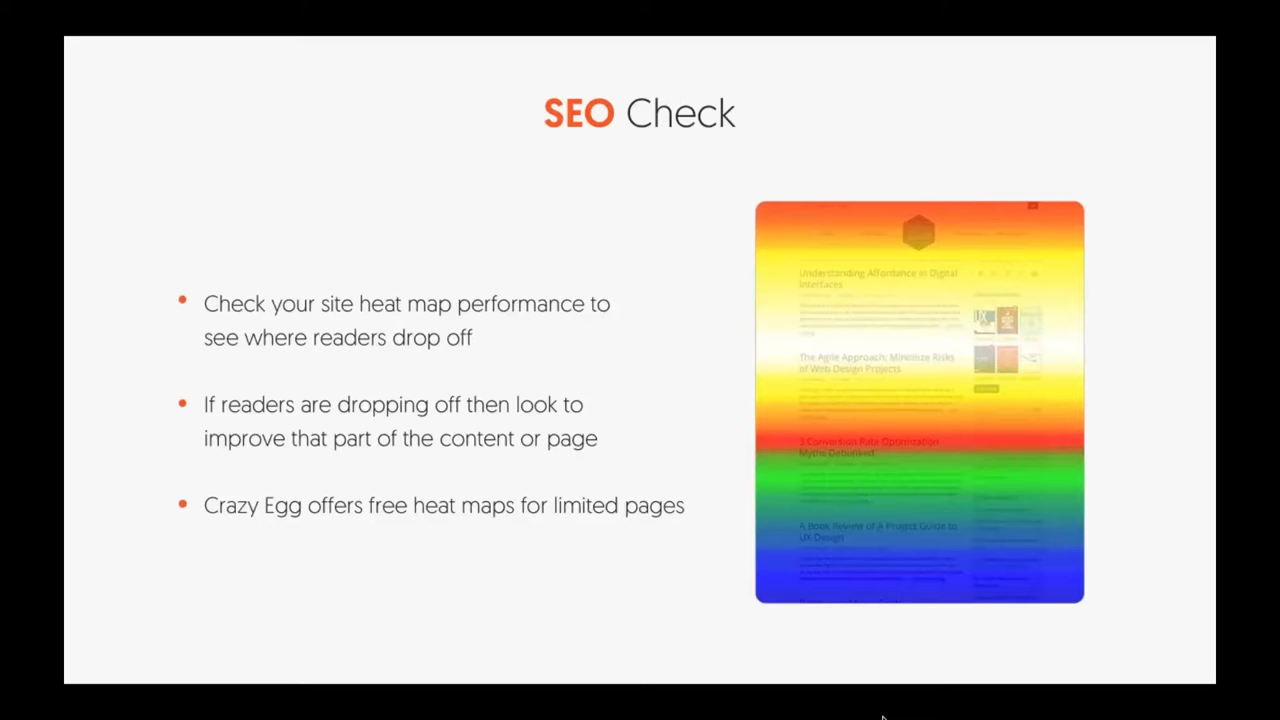 SEO Check
• Check your site heat map performance to
see where readers drop off
• If readers are dropping off then look to
improve that part of the content or page
• Crazy Egg offers free heat maps for limited pages
Understanding Affordance in Digital
Interfaces
The Agile Approach: Minimize Risks
of Web Design Projects
3 Conversion Rate Optimization
Myths Debunked
A Book Review of A Project Guide to
UX Design
UX